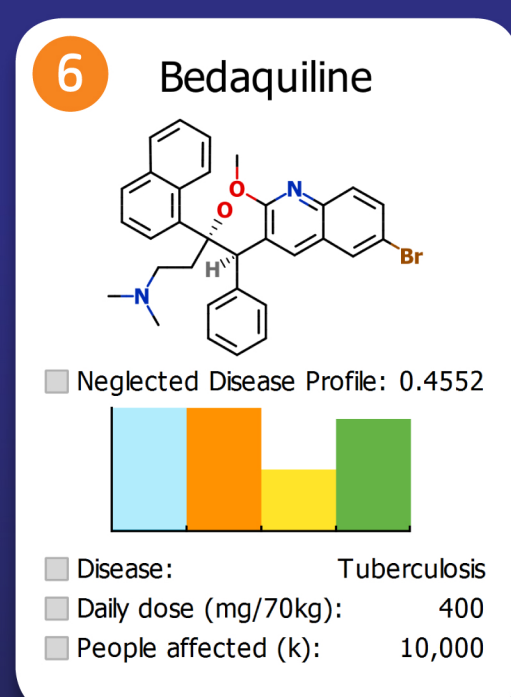 6
Bedaquiline
O
N
O
H
Br
N
Neglected Disease Profile: 0.4552
Disease: Tuberculosis
Daily dose (mg/70kg): 400
People affected (k): 10,000